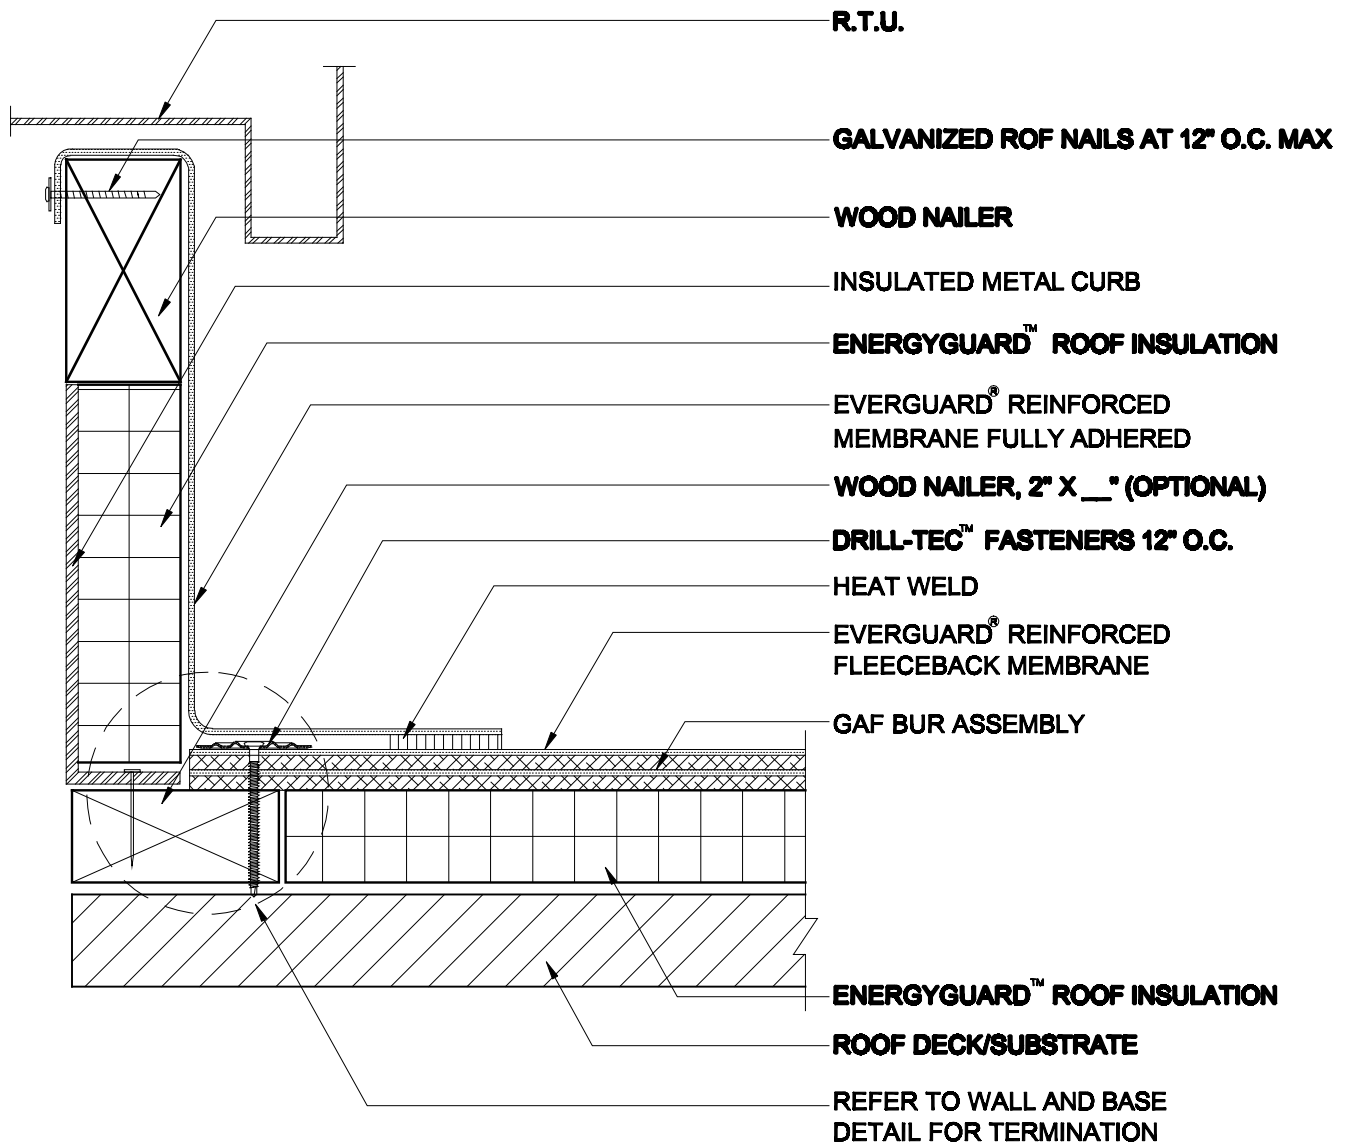 R.T.U.
GALVANIZED ROF NAILS AT 12" O.C. MAX
WOOD NAILER
INSULATED METAL CURB
ENERGYGUARD™ ROOF INSULATION
EVERGUARD® REINFORCED
MEMBRANE FULLY ADHERED
WOOD NAILER, 2" X __" (OPTIONAL)
DRILL-TEC™ FASTENERS 12" O.C.
HEAT WELD
EVERGUARD® REINFORCED
FLEECEBACK MEMBRANE
GAF BUR ASSEMBLY
ENERGYGUARD™ ROOF INSULATION
ROOF DECK/SUBSTRATE
REFER TO WALL AND BASE
DETAIL FOR TERMINATION